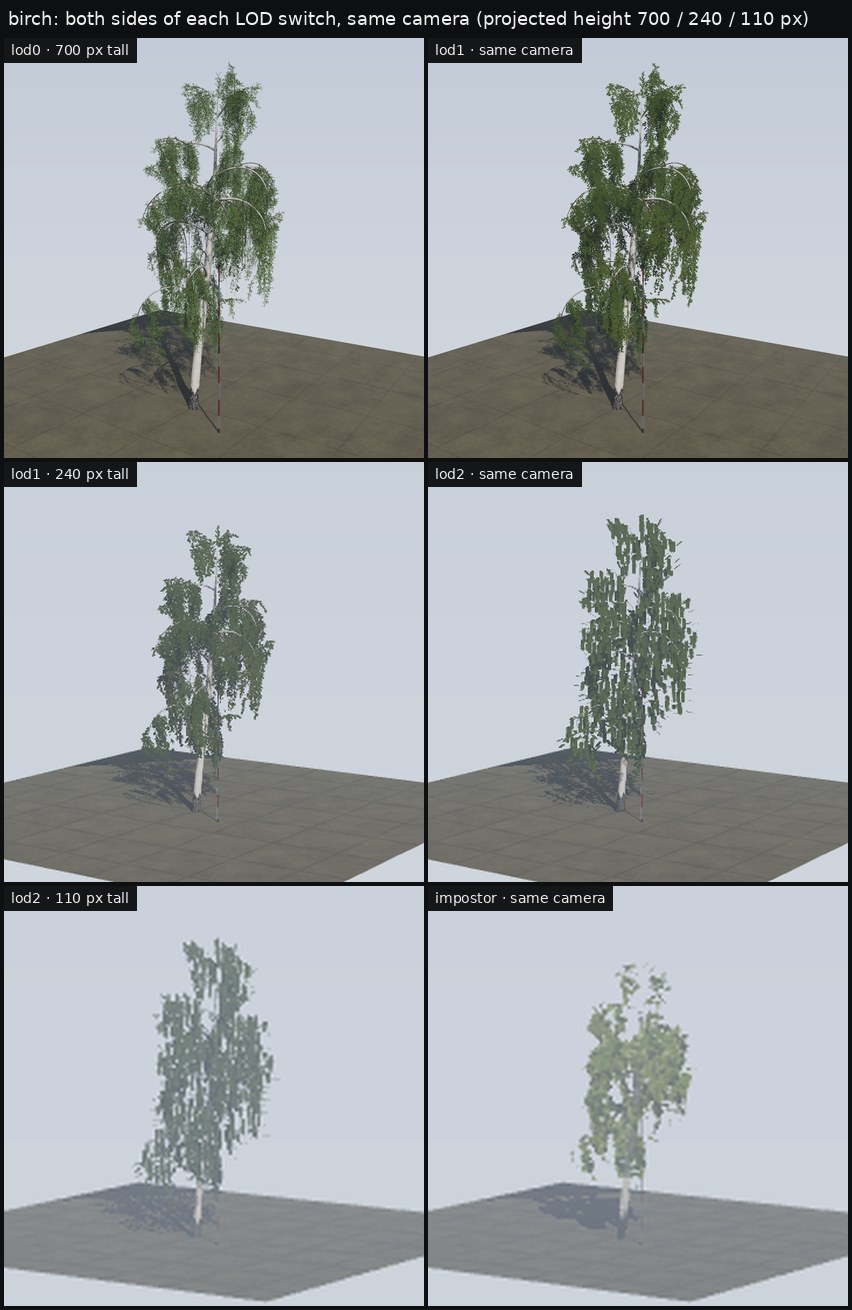 birch: both sides of each LOD switch, same camera (projected height 700 / 240 / 110 px)
lod0 · 700 px tall
lod1 · same camera
lod1 · 240 px tall
lod2 · same camera
lod2 · 110 px tall
impostor · same camera